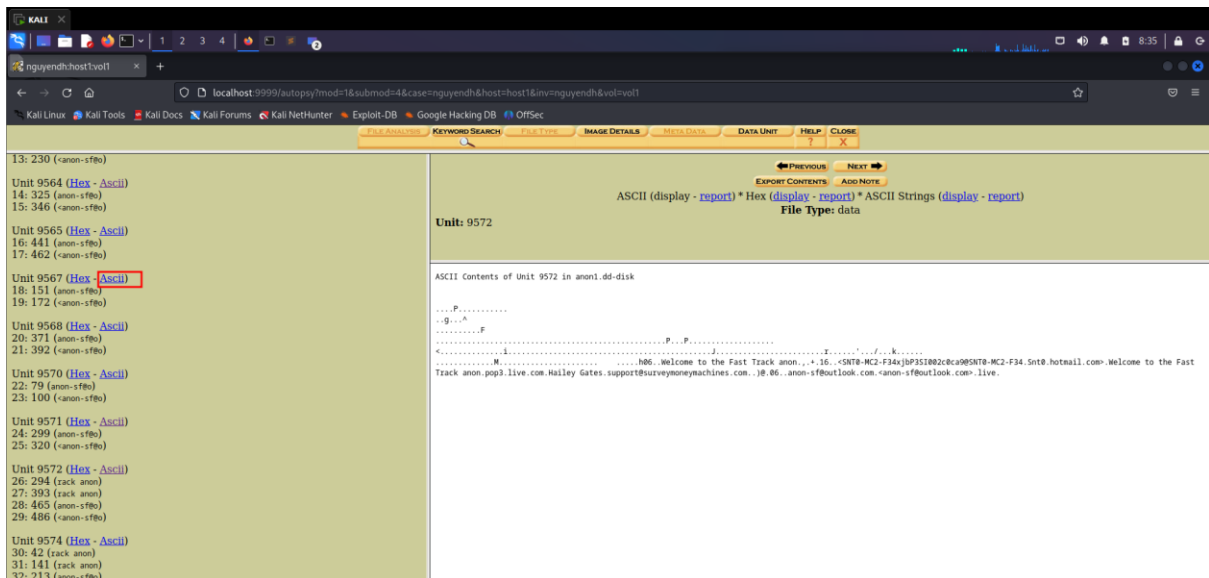 KALI
1 2 3 4 8:35
nguyendh:host1:vol1
localhost:9999/autopsy?mod=1&submod=4&case=nguyendh&host=host1&inv=nguyendh&vol=vol1
Kali Linux Kali Tools Kali Docs Kali Forums Kali NetHunter Exploit-DB Google Hacking DB OffSec
FILE ANALYSIS KEYWORD SEARCH FILE TYPE IMAGE DETAILS META DATA DATA UNIT HELP CLOSE
? X
13: 230 (<anon-sf@o)
Unit 9564 (Hex - Ascii)
14: 325 (anon-sf@o)
15: 346 (<anon-sf@o)
Unit 9565 (Hex - Ascii)
16: 441 (anon-sf@o)
17: 462 (<anon-sf@o)
Unit 9567 (Hex - Ascii)
18: 151 (anon-sf@o)
19: 172 (<anon-sf@o)
Unit 9568 (Hex - Ascii)
20: 371 (anon-sf@o)
21: 392 (<anon-sf@o)
Unit 9570 (Hex - Ascii)
22: 79 (anon-sf@o)
23: 100 (<anon-sf@o)
Unit 9571 (Hex - Ascii)
24: 299 (anon-sf@o)
25: 320 (<anon-sf@o)
Unit 9572 (Hex - Ascii)
26: 294 (rack anon)
27: 393 (rack anon)
28: 465 (anon-sf@o)
29: 486 (<anon-sf@o)
Unit 9574 (Hex - Ascii)
30: 42 (rack anon)
31: 141 (rack anon)
32: 213 (anon-sf@o)
PREVIOUS NEXT
EXPORT CONTENTS ADD NOTE
ASCII (display - report) * Hex (display - report) * ASCII Strings (display - report)
File Type: data
Unit: 9572
ASCII Contents of Unit 9572 in anon1.dd-disk
....P...........
..g...^
..........F
.........................................................P...P...................
<...............i..................................................J...........................r......'.../...k......
..............M....................... .....h06..Welcome to the Fast Track anon.,.+.16..<SNT0-MC2-F34xjbP3SI002c0ca9@SNT0-MC2-F34.Snt0.hotmail.com>.Welcome to the Fast
Track anon.pop3.live.com.Hailey Gates.support@surveymoneymachines.com..)@.06..anon-sf@outlook.com.<anon-sf@outlook.com>.live.